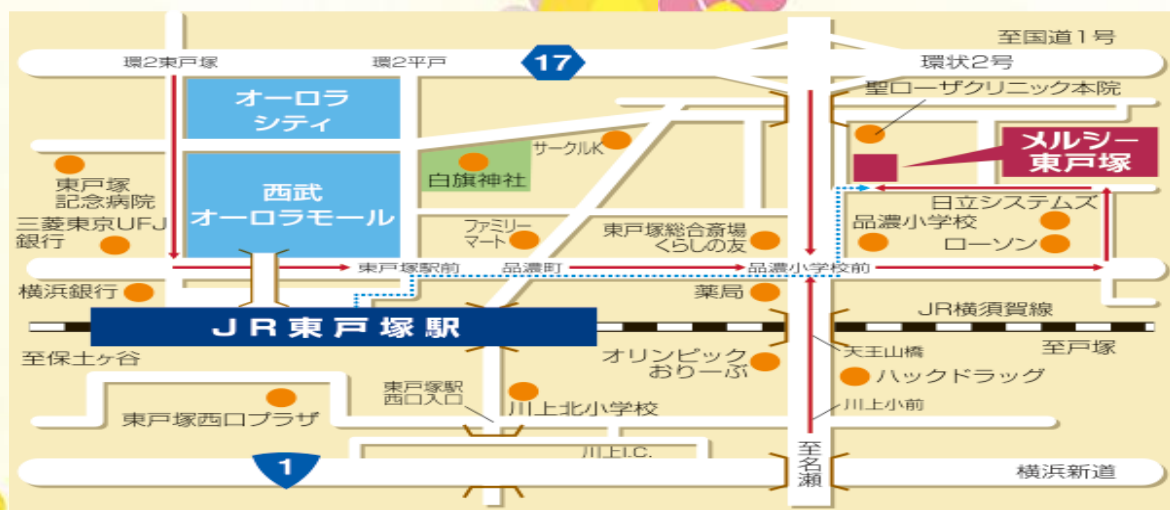 至国道1号
環2東戸塚
環2平戸
17
環状2号
オーロラ
シティ
聖ローザクリニック本院
サークルK
メルシー
東戸塚
東戸塚
記念病院
白旗神社
西武
オーロラモール
日立システムズ
三菱東京UFJ
銀行
ファミリー
マート
東戸塚総合斎場
くらしの友
品濃小学校
ローソン
東戸塚駅前
品濃町
品濃小学校前
横浜銀行
薬局
JR東戸塚駅
JR横須賀線
至保土ヶ谷
天王山橋
至戸塚
オリンピック
おりーぶ
ハックドラッグ
東戸塚駅
西口入口
東戸塚西口プラザ
川上北小学校
川上小前
川上I.C.
1
至名瀬
横浜新道